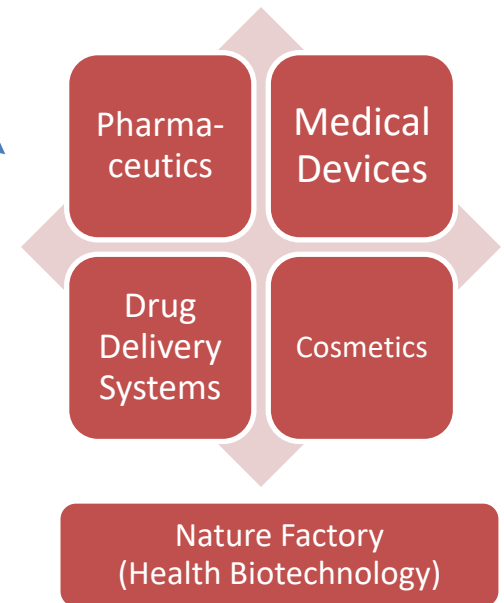 Pharma-
ceutics
Medical
Devices
Drug
Delivery
Systems
Cosmetics
Nature Factory
(Health Biotechnology)